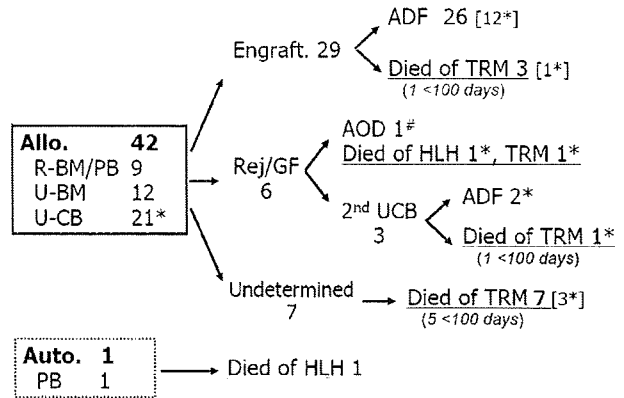 ADF 26 [12*]
Engraft. 29
Died of TRM 3 [1*]
(1 <100 days)
Allo. 42
R-BM/PB 9
U-BM 12
U-CB 21*
AOD 1#
Rej/GF
6
Died of HLH 1*, TRM 1*
2nd UCB
3
ADF 2*
Died of TRM 1*
(1 <100 days)
Undetermined
7
Died of TRM 7 [3*]
(5 <100 days)
Auto. 1
PB 1
Died of HLH 1